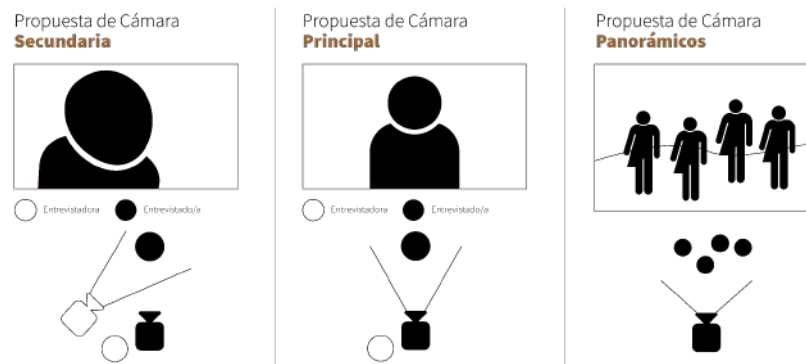 Propuesta de Cámara
Secundaria
Entrevistadora
Entrevistado/a
Propuesta de Cámara
Principal
Entrevistadora
Entrevistado/a
Propuesta de Cámara
Panorámicos